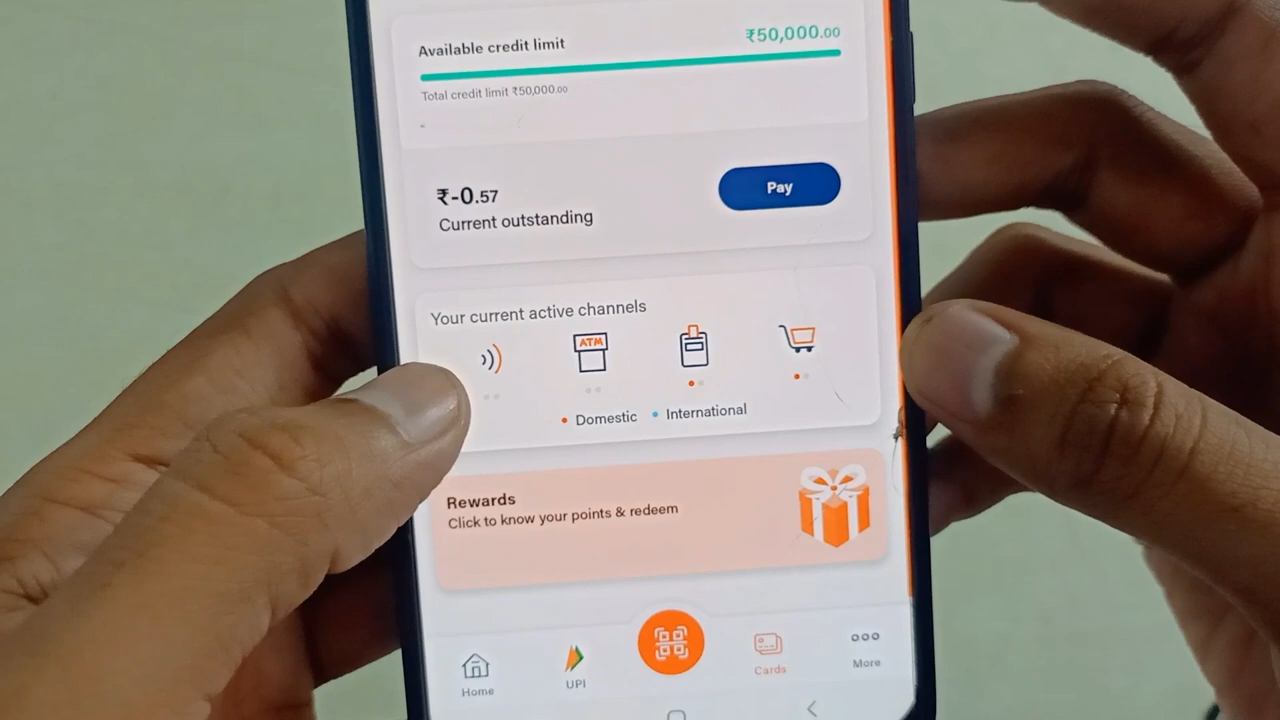 Available credit limit
₹50,000.00
Total credit limit ₹50,000.00
-
₹-0.57
Current outstanding
Pay
Your current active channels
ATM
Domestic
International
Rewards
Click to know your points & redeem
Home
UPI
Cards
More